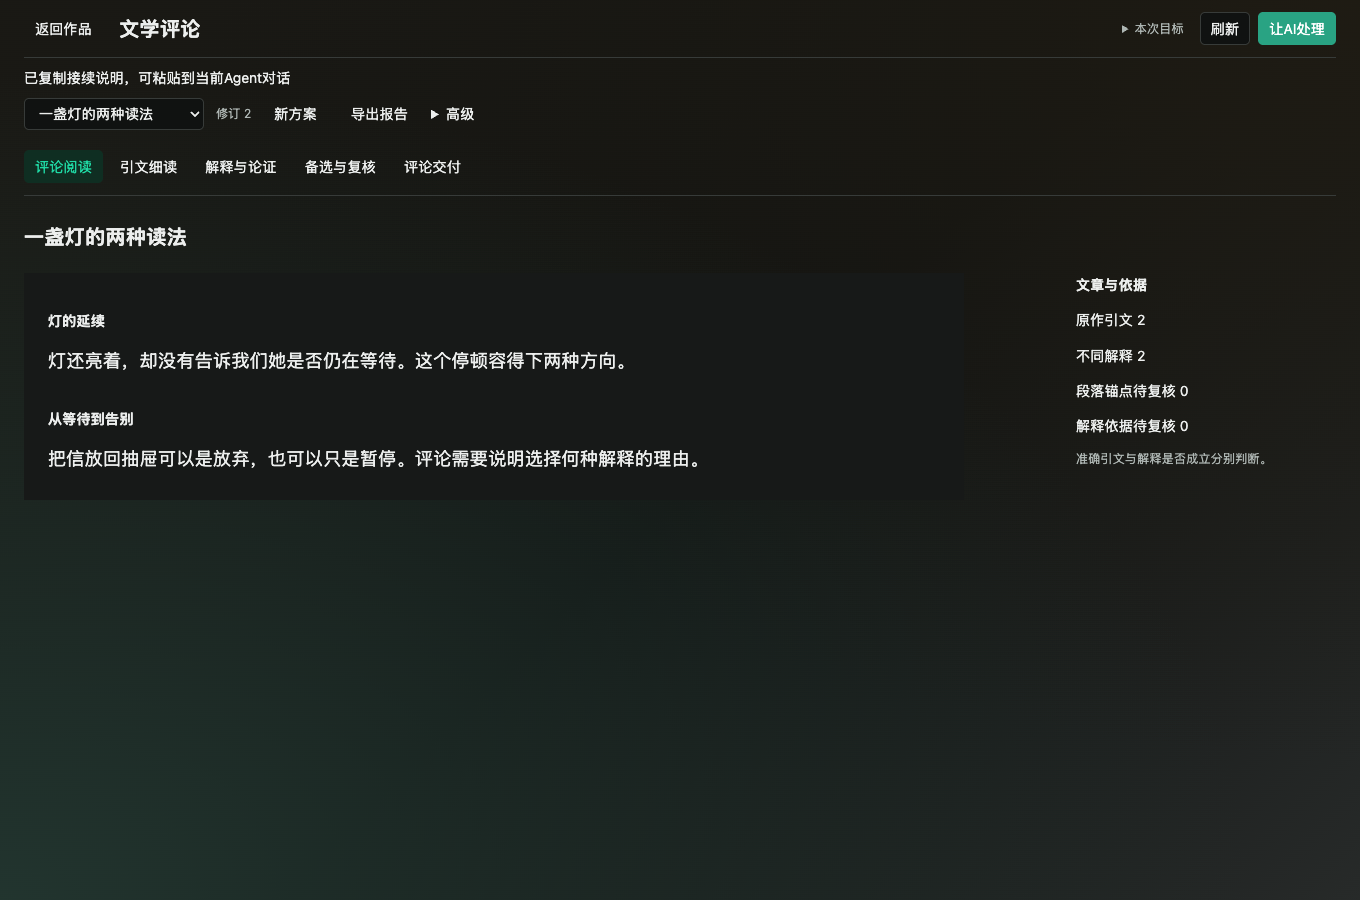 返回作品 文学评论 ▶ 本次目标 刷新 让AI处理
已复制接续说明，可粘贴到当前Agent对话
一盏灯的两种读法 修订 2 新方案 导出报告 ▶ 高级
评论阅读 引文细读 解释与论证 备选与复核 评论交付
一盏灯的两种读法
灯的延续
灯还亮着，却没有告诉我们她是否仍在等待。这个停顿容得下两种方向。
从等待到告别
把信放回抽屉可以是放弃，也可以只是暂停。评论需要说明选择何种解释的理由。
文章与依据
原作引文 2
不同解释 2
段落锚点待复核 0
解释依据待复核 0
准确引文与解释是否成立分别判断。